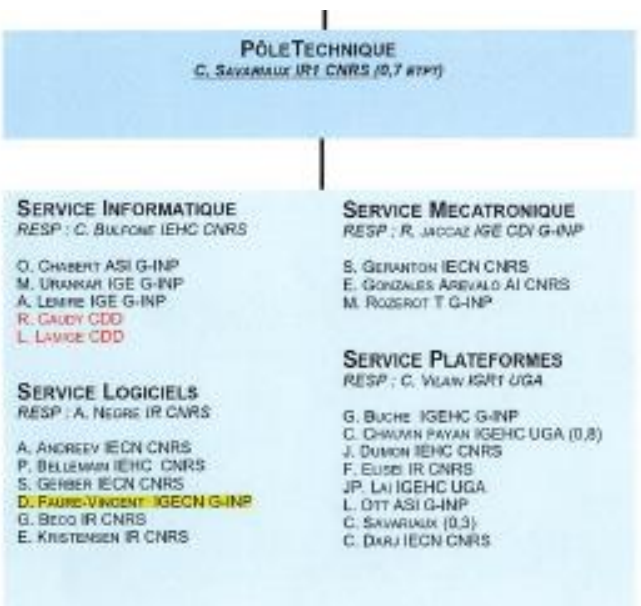 PÔLE TECHNIQUE
C. SAVARIAUX IR1 CNRS (0,7 ETPT)
SERVICE INFORMATIQUE
RESP : C. BULFONE IEHC CNRS
O. CHABERT ASI G-INP
M. URANKAR IGE G-INP
A. LEMIRE IGE G-INP
R. GAUDY CDD
L. LAMIGE CDD
SERVICE LOGICIELS
RESP : A. NEGRE IR CNRS
A. ANDREEV IECN CNRS
P. BELLEMAIN IEHC CNRS
S. GERBER IECN CNRS
D. FAURE-VINCENT IGECN G-INP
G. BECQ IR CNRS
E. KRISTENSEN IR CNRS
SERVICE MECATRONIQUE
RESP : R. JACCAZ IGE CDI G-INP
S. GERANTON IECN CNRS
E. GONZALES AREVALO AI CNRS
M. ROZEROT T G-INP
SERVICE PLATEFORMES
RESP : C. VILAIN IGR1 UGA
G. BUCHE IGEHC G-INP
C. CHAUVIN PAYAN IGEHC UGA (0,8)
J. DUMON IEHC CNRS
F. ELISEI IR CNRS
JP. LAI IGEHC UGA
L. OTT ASI G-INP
C. SAVARIAUX (0,3)
C. DARJ IECN CNRS